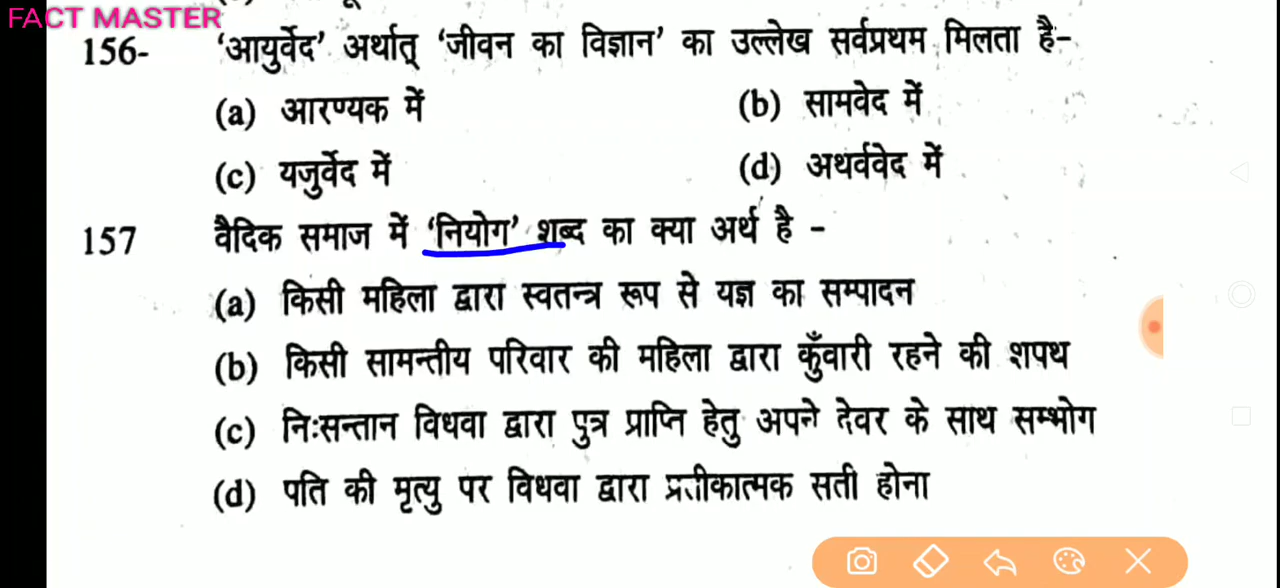 FACT MASTER
156- 'आयुर्वेद' अर्थात् 'जीवन का विज्ञान' का उल्लेख सर्वप्रथम मिलता है-
(a) आरण्यक में (b) सामवेद में
(c) यजुर्वेद में (d) अथर्ववेद में
157 वैदिक समाज में 'नियोग' शब्द का क्या अर्थ है -
(a) किसी महिला द्वारा स्वतन्त्र रूप से यज्ञ का सम्पादन
(b) किसी सामन्तीय परिवार की महिला द्वारा कुँवारी रहने की शपथ
(c) निःसन्तान विधवा द्वारा पुत्र प्राप्ति हेतु अपने देवर के साथ सम्भोग
(d) पति की मृत्यु पर विधवा द्वारा प्रतीकात्मक सती होना